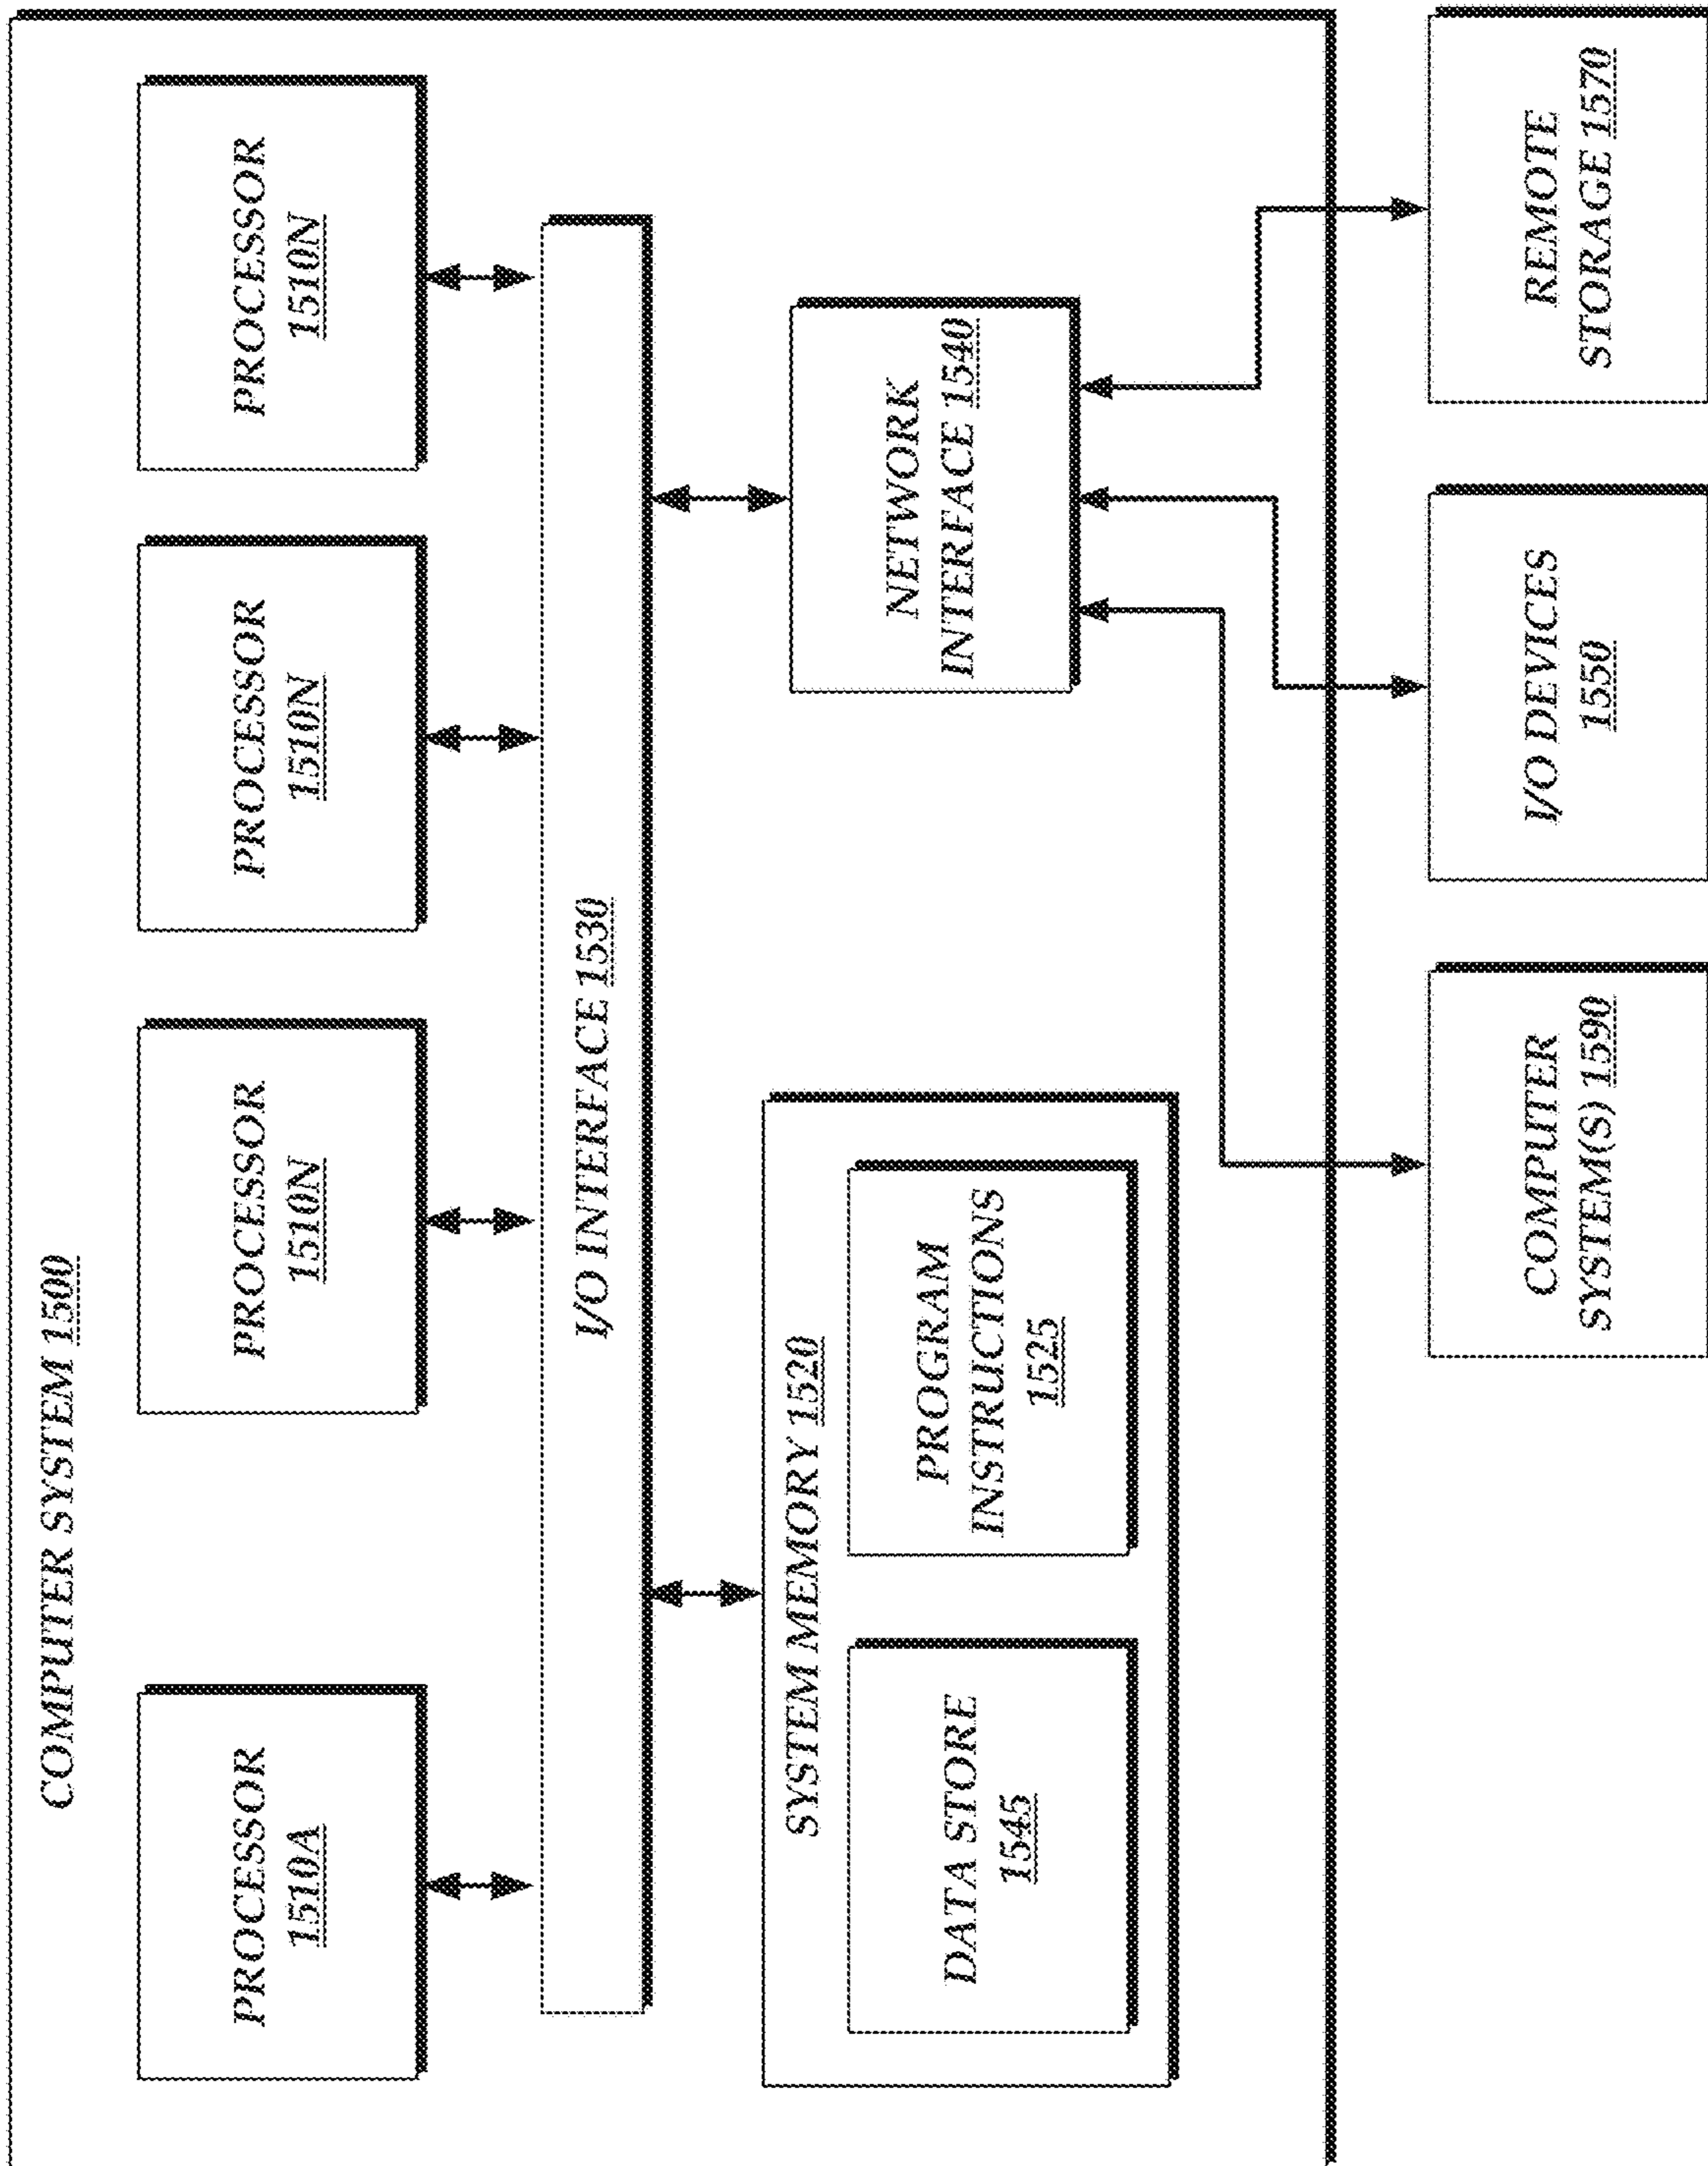 COMPUTER SYSTEM 1500
PROCESSOR
1510A
PROCESSOR
1510N
PROCESSOR
1510N
PROCESSOR
1510N
I/O INTERFACE 1530
SYSTEM MEMORY 1520
DATA STORE
1545
PROGRAM
INSTRUCTIONS
1525
NETWORK
INTERFACE 1540
COMPUTER
SYSTEM(S) 1590
I/O DEVICES
1550
REMOTE
STORAGE 1570